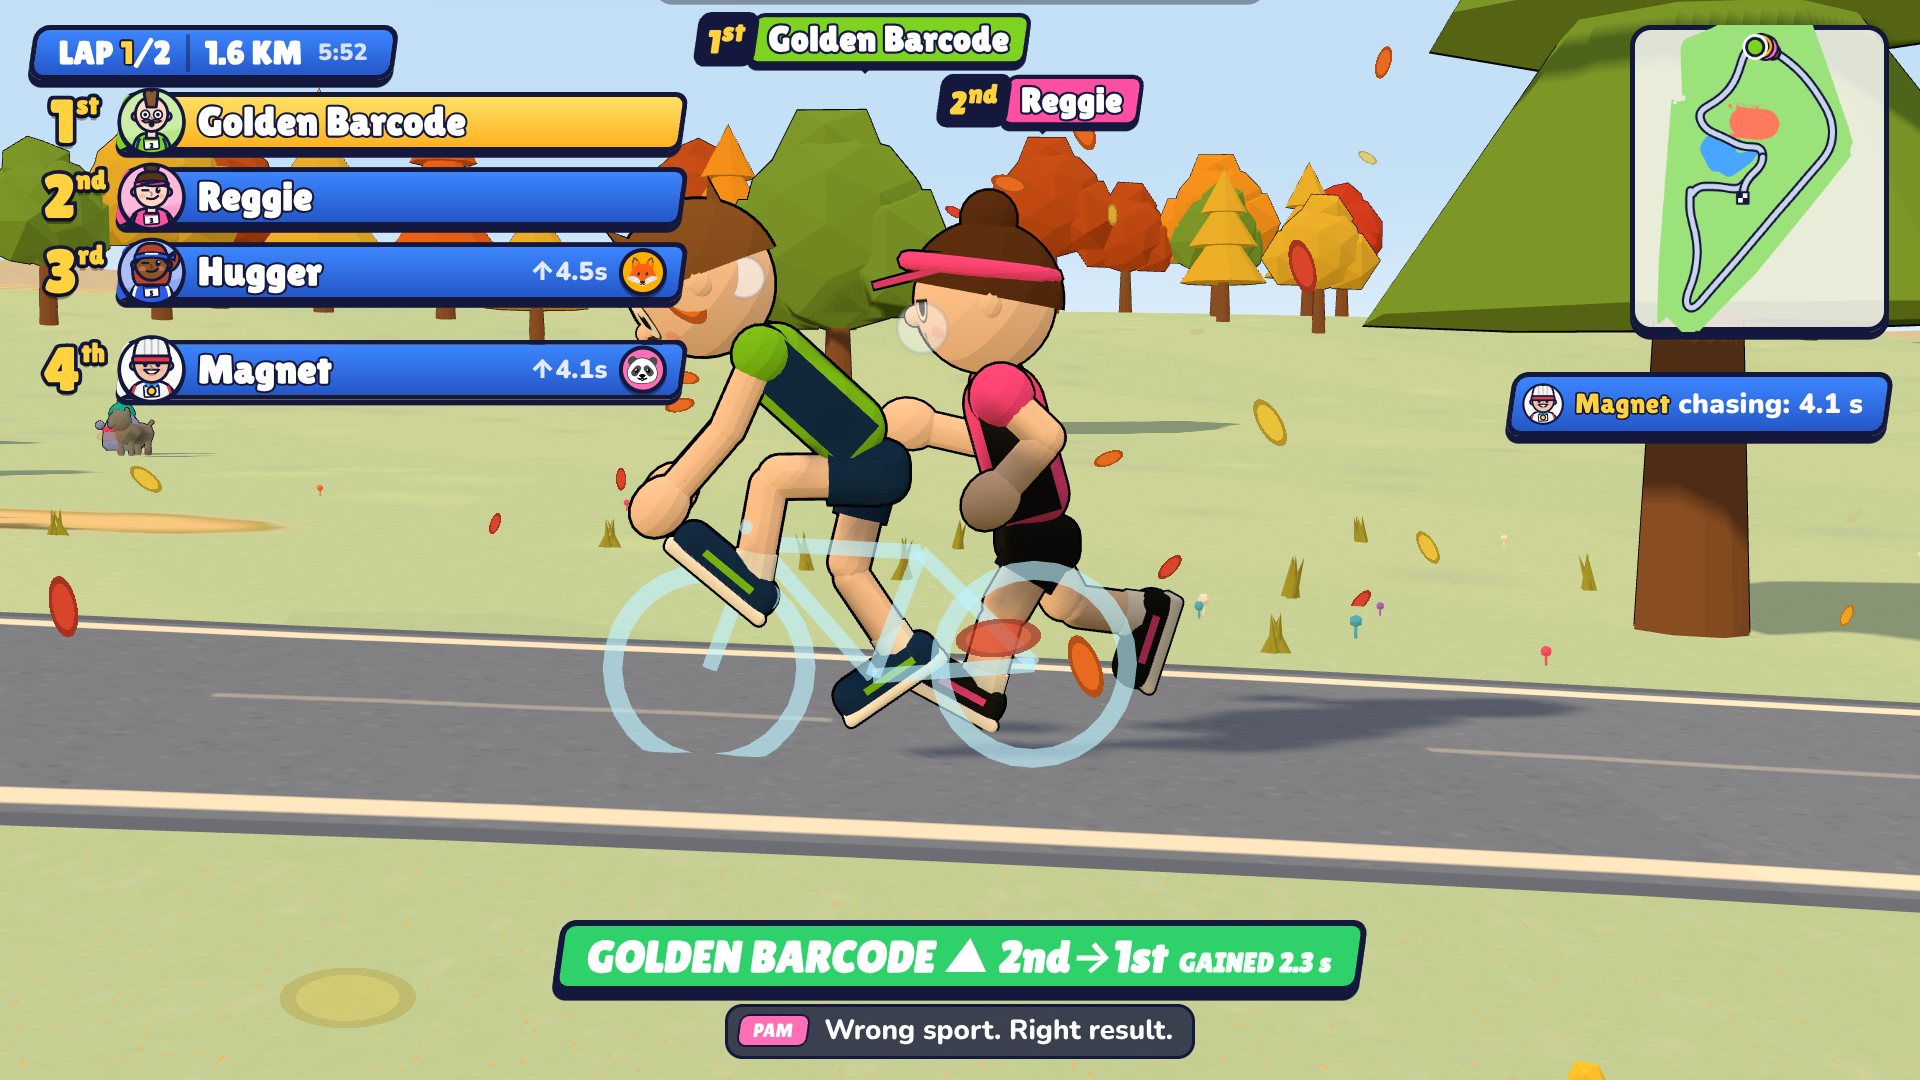 LAP 1/2 1.6 KM 5:52
1st Golden Barcode
2nd Reggie
1st Golden Barcode
2nd Reggie
3rd Hugger ↑4.5s
4th Magnet ↑4.1s
Magnet chasing: 4.1 s
GOLDEN BARCODE ▲ 2nd→1st GAINED 2.3 s
PAM Wrong sport. Right result.